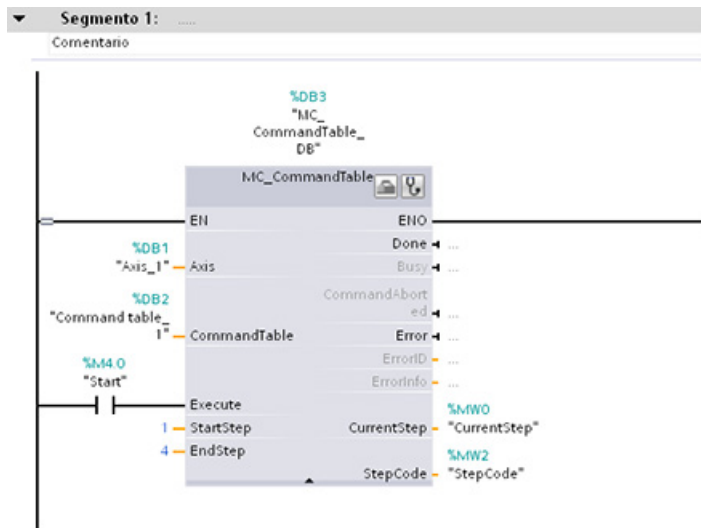 Segmento 1: .....
Comentario
%DB3
"MC_
CommandTable_
DB"
MC_CommandTable
EN ENO
Done ...
%DB1
"Axis_1" Axis Busy ...
CommandAbort
ed ...
%DB2
"Command table_
1" CommandTable Error ...
ErrorID ...
ErrorInfo ...
%M4.0
"Start"
Execute
%MW0
1 StartStep CurrentStep "CurrentStep"
4 EndStep
%MW2
StepCode "StepCode"